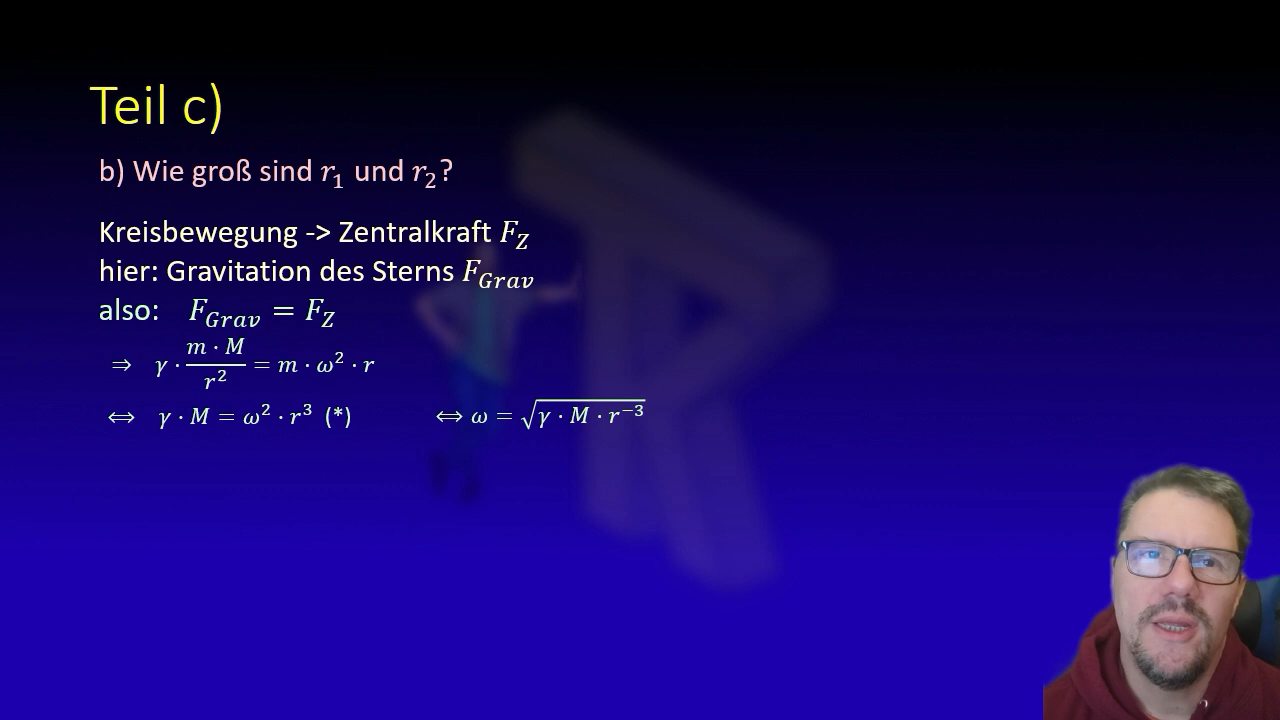 Teil c)
b) Wie groß sind r₁ und r₂?
Kreisbewegung -> Zentralkraft F_Z
hier: Gravitation des Sterns F_Grav
also: F_Grav = F_Z
⇒ γ · (m · M)/r² = m · ω² · r
⇔ γ · M = ω² · r³ (*) ⇔ ω = √(γ · M · r⁻³)